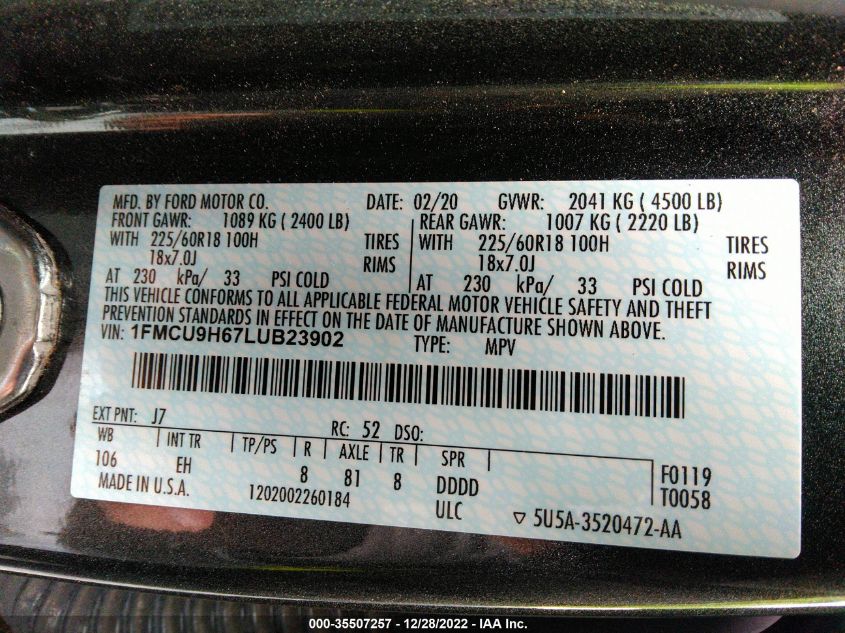 MFD. BY FORD MOTOR CO. DATE: 02/20 GVWR: 2041 KG ( 4500 LB)
FRONT GAWR: 1089 KG ( 2400 LB) REAR GAWR: 1007 KG ( 2220 LB)
WITH 225/60R18 100H TIRES WITH 225/60R18 100H TIRES
18x7.0J RIMS 18x7.0J RIMS
AT 230 kPa/ 33 PSI COLD AT 230 kPa/ 33 PSI COLD
THIS VEHICLE CONFORMS TO ALL APPLICABLE FEDERAL MOTOR VEHICLE SAFETY AND THEFT
PREVENTION STANDARDS IN EFFECT ON THE DATE OF MANUFACTURE SHOWN ABOVE.
VIN: 1FMCU9H67LUB23902 TYPE: MPV
EXT PNT: J7 RC: 52 DSO:
WB INT TR TP/PS R AXLE TR SPR
106 EH 8 81 8 DDDD F0119
MADE IN U.S.A. 1202002260184 ULC T0058
▽ 5U5A-3520472-AA
000-35507257 - 12/28/2022 - IAA Inc.